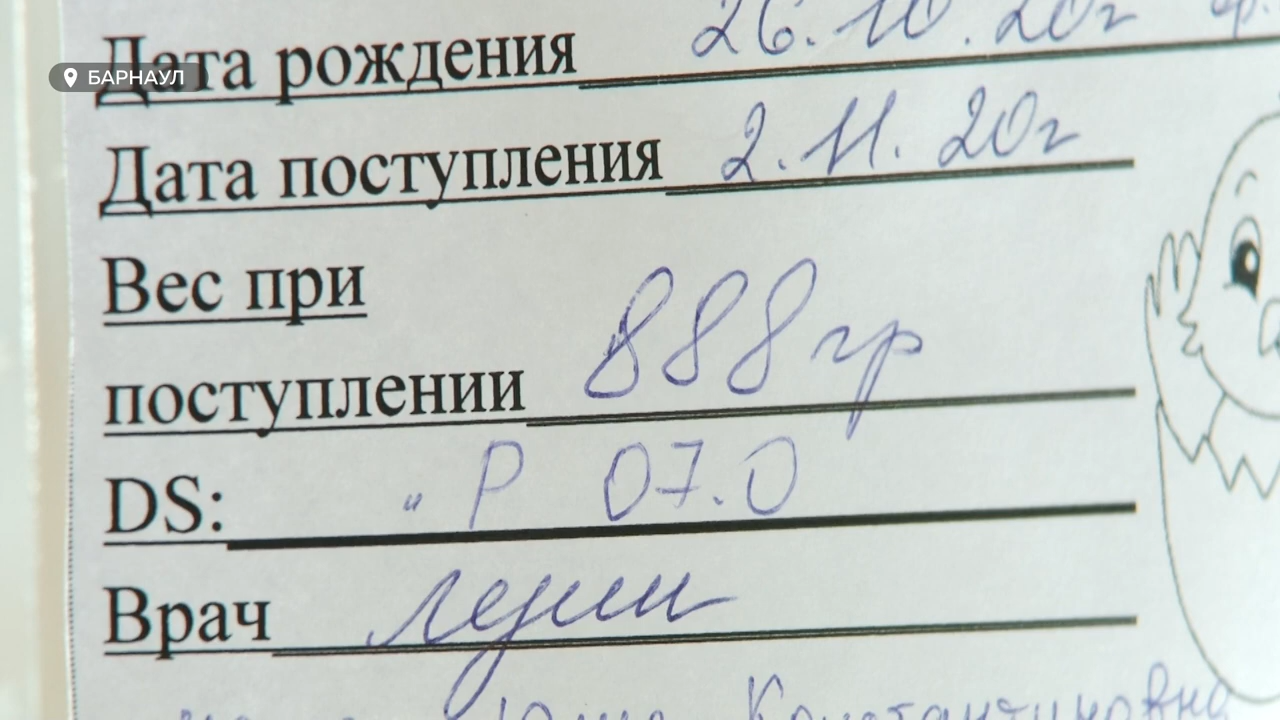 Дата рождения 26.10.20г
БАРНАУЛ
Дата поступления 2.11.20г
Вес при
поступлении 888гр
DS: " P 07.0
Врач
Константиновна